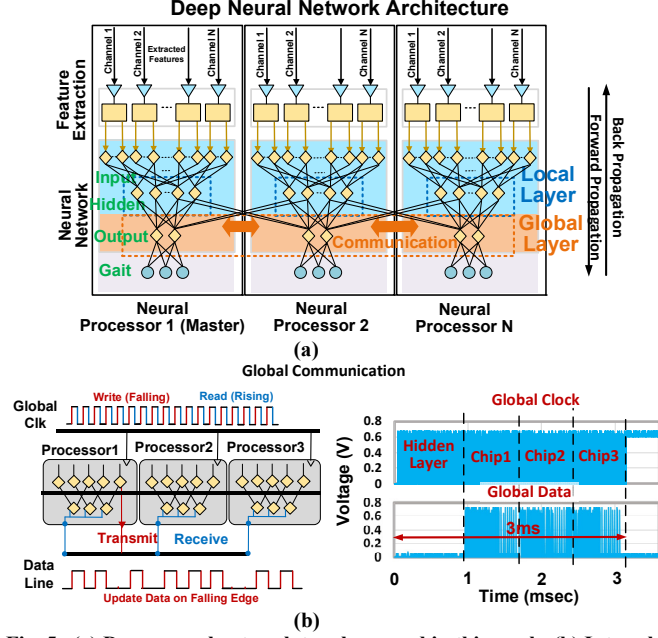 Deep Neural Network Architecture
Channel 1
Channel 2
Extracted
Features
Channel N
Channel 1
Channel 2
Channel N
Channel 1
Channel 2
Channel N
Feature
Extraction
Neural
Network
Input
Hidden
Output
Gait
Local
Layer
Global
Layer
Communication
Forward Propagation
Back Propagation
Neural
Processor 1 (Master)
Neural
Processor 2
Neural
Processor N
(a)
Global Communication
Write (Falling)
Read (Rising)
Global
Clk
Processor1
Processor2
Processor3
Transmit
Receive
Data
Line
Update Data on Falling Edge
Global Clock
0.8
0.6
0.4
0.2
0
Hidden
Layer
Chip1
Chip2
Chip3
Voltage (V)
Global Data
0.8
0.6
0.4
0.2
0
3ms
0
1
2
3
Time (msec)
(b)